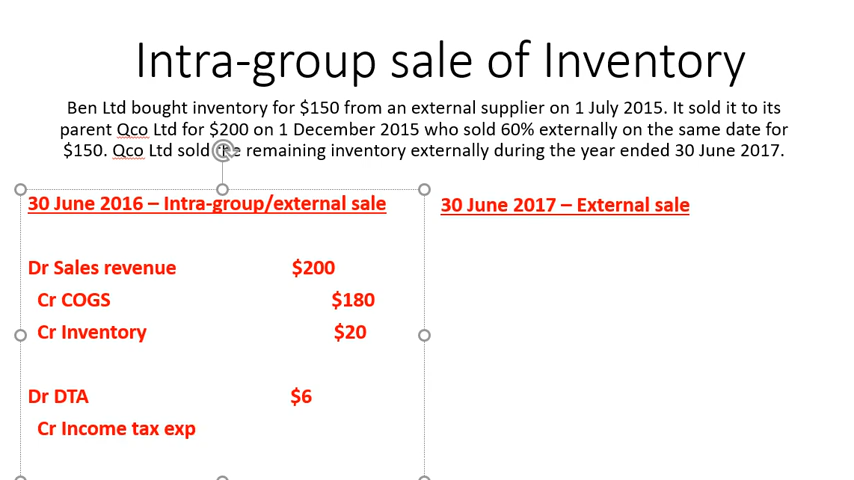 Intra-group sale of Inventory
Ben Ltd bought inventory for $150 from an external supplier on 1 July 2015. It sold it to its
parent Qco Ltd for $200 on 1 December 2015 who sold 60% externally on the same date for
$150. Qco Ltd sold the remaining inventory externally during the year ended 30 June 2017.
30 June 2016 – Intra-group/external sale
Dr Sales revenue $200
Cr COGS $180
Cr Inventory $20
Dr DTA $6
Cr Income tax exp
30 June 2017 – External sale